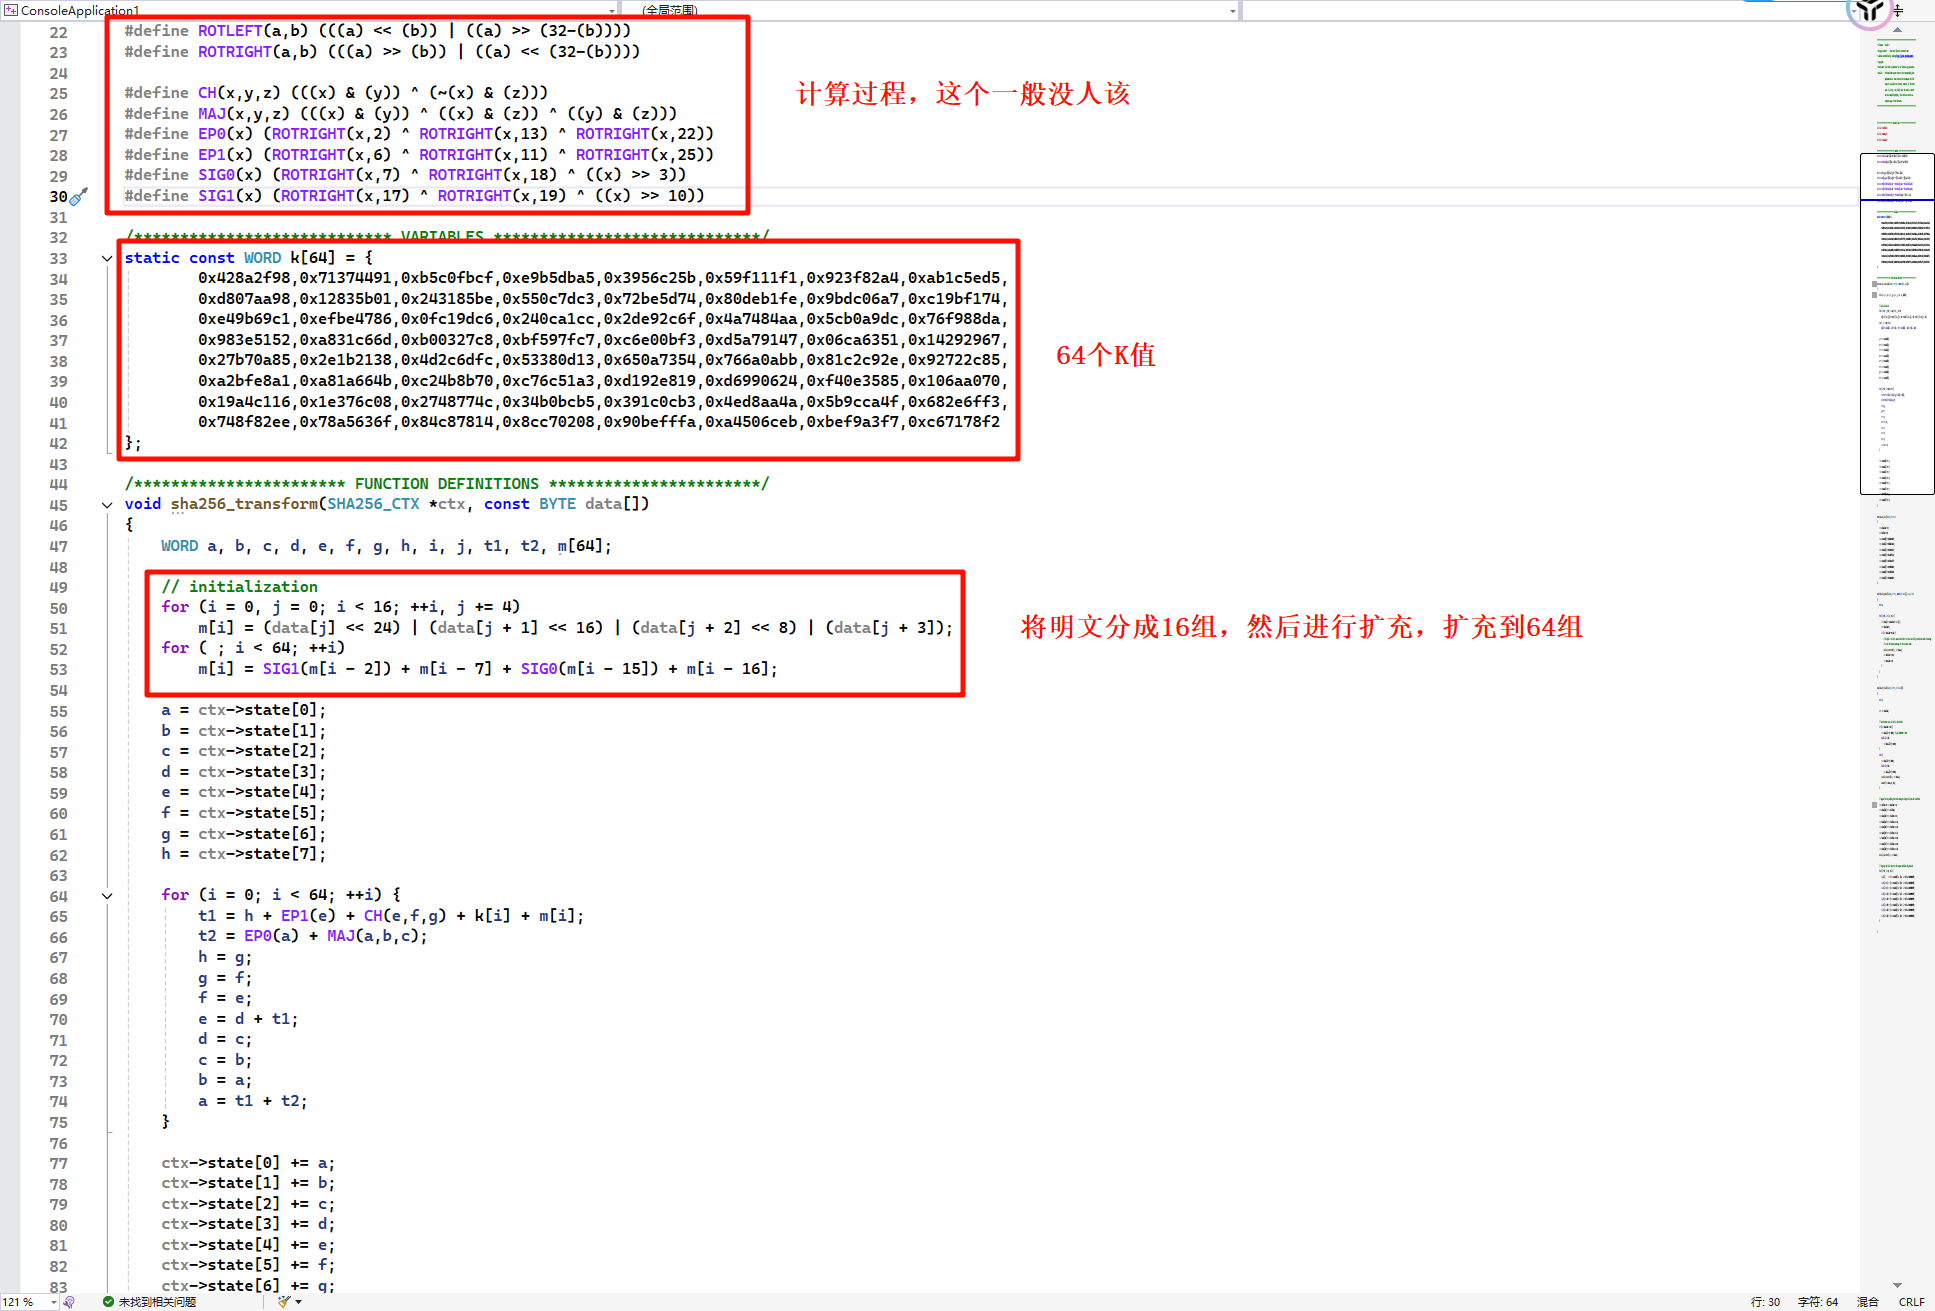 ConsoleApplication1
(全局范围)
22 #define ROTLEFT(a,b) (((a) << (b)) | ((a) >> (32-(b))))
23 #define ROTRIGHT(a,b) (((a) >> (b)) | ((a) << (32-(b))))
24
25 #define CH(x,y,z) (((x) & (y)) ^ (~(x) & (z)))
计算过程，这个一般没人该
26 #define MAJ(x,y,z) (((x) & (y)) ^ ((x) & (z)) ^ ((y) & (z)))
27 #define EP0(x) (ROTRIGHT(x,2) ^ ROTRIGHT(x,13) ^ ROTRIGHT(x,22))
28 #define EP1(x) (ROTRIGHT(x,6) ^ ROTRIGHT(x,11) ^ ROTRIGHT(x,25))
29 #define SIG0(x) (ROTRIGHT(x,7) ^ ROTRIGHT(x,18) ^ ((x) >> 3))
30 #define SIG1(x) (ROTRIGHT(x,17) ^ ROTRIGHT(x,19) ^ ((x) >> 10))
31
32 /**************************** VARIABLES *****************************/
33 static const WORD k[64] = {
34 0x428a2f98,0x71374491,0xb5c0fbcf,0xe9b5dba5,0x3956c25b,0x59f111f1,0x923f82a4,0xab1c5ed5,
35 0xd807aa98,0x12835b01,0x243185be,0x550c7dc3,0x72be5d74,0x80deb1fe,0x9bdc06a7,0xc19bf174,
36 0xe49b69c1,0xefbe4786,0x0fc19dc6,0x240ca1cc,0x2de92c6f,0x4a7484aa,0x5cb0a9dc,0x76f988da,
37 0x983e5152,0xa831c66d,0xb00327c8,0xbf597fc7,0xc6e00bf3,0xd5a79147,0x06ca6351,0x14292967,
64个K值
38 0x27b70a85,0x2e1b2138,0x4d2c6dfc,0x53380d13,0x650a7354,0x766a0abb,0x81c2c92e,0x92722c85,
39 0xa2bfe8a1,0xa81a664b,0xc24b8b70,0xc76c51a3,0xd192e819,0xd6990624,0xf40e3585,0x106aa070,
40 0x19a4c116,0x1e376c08,0x2748774c,0x34b0bcb5,0x391c0cb3,0x4ed8aa4a,0x5b9cca4f,0x682e6ff3,
41 0x748f82ee,0x78a5636f,0x84c87814,0x8cc70208,0x90befffa,0xa4506ceb,0xbef9a3f7,0xc67178f2
42 };
43
44 /*********************** FUNCTION DEFINITIONS ***********************/
45 void sha256_transform(SHA256_CTX *ctx, const BYTE data[])
46 {
47 WORD a, b, c, d, e, f, g, h, i, j, t1, t2, m[64];
48
49 // initialization
50 for (i = 0, j = 0; i < 16; ++i, j += 4)
51 m[i] = (data[j] << 24) | (data[j + 1] << 16) | (data[j + 2] << 8) | (data[j + 3]);
将明文分成16组，然后进行扩充，扩充到64组
52 for ( ; i < 64; ++i)
53 m[i] = SIG1(m[i - 2]) + m[i - 7] + SIG0(m[i - 15]) + m[i - 16];
54
55 a = ctx->state[0];
56 b = ctx->state[1];
57 c = ctx->state[2];
58 d = ctx->state[3];
59 e = ctx->state[4];
60 f = ctx->state[5];
61 g = ctx->state[6];
62 h = ctx->state[7];
63
64 for (i = 0; i < 64; ++i) {
65 t1 = h + EP1(e) + CH(e,f,g) + k[i] + m[i];
66 t2 = EP0(a) + MAJ(a,b,c);
67 h = g;
68 g = f;
69 f = e;
70 e = d + t1;
71 d = c;
72 c = b;
73 b = a;
74 a = t1 + t2;
75 }
76
77 ctx->state[0] += a;
78 ctx->state[1] += b;
79 ctx->state[2] += c;
80 ctx->state[3] += d;
81 ctx->state[4] += e;
82 ctx->state[5] += f;
83 ctx->state[6] += g;
121 %
未找到相关问题
行: 30 字符: 64 混合 CRLF